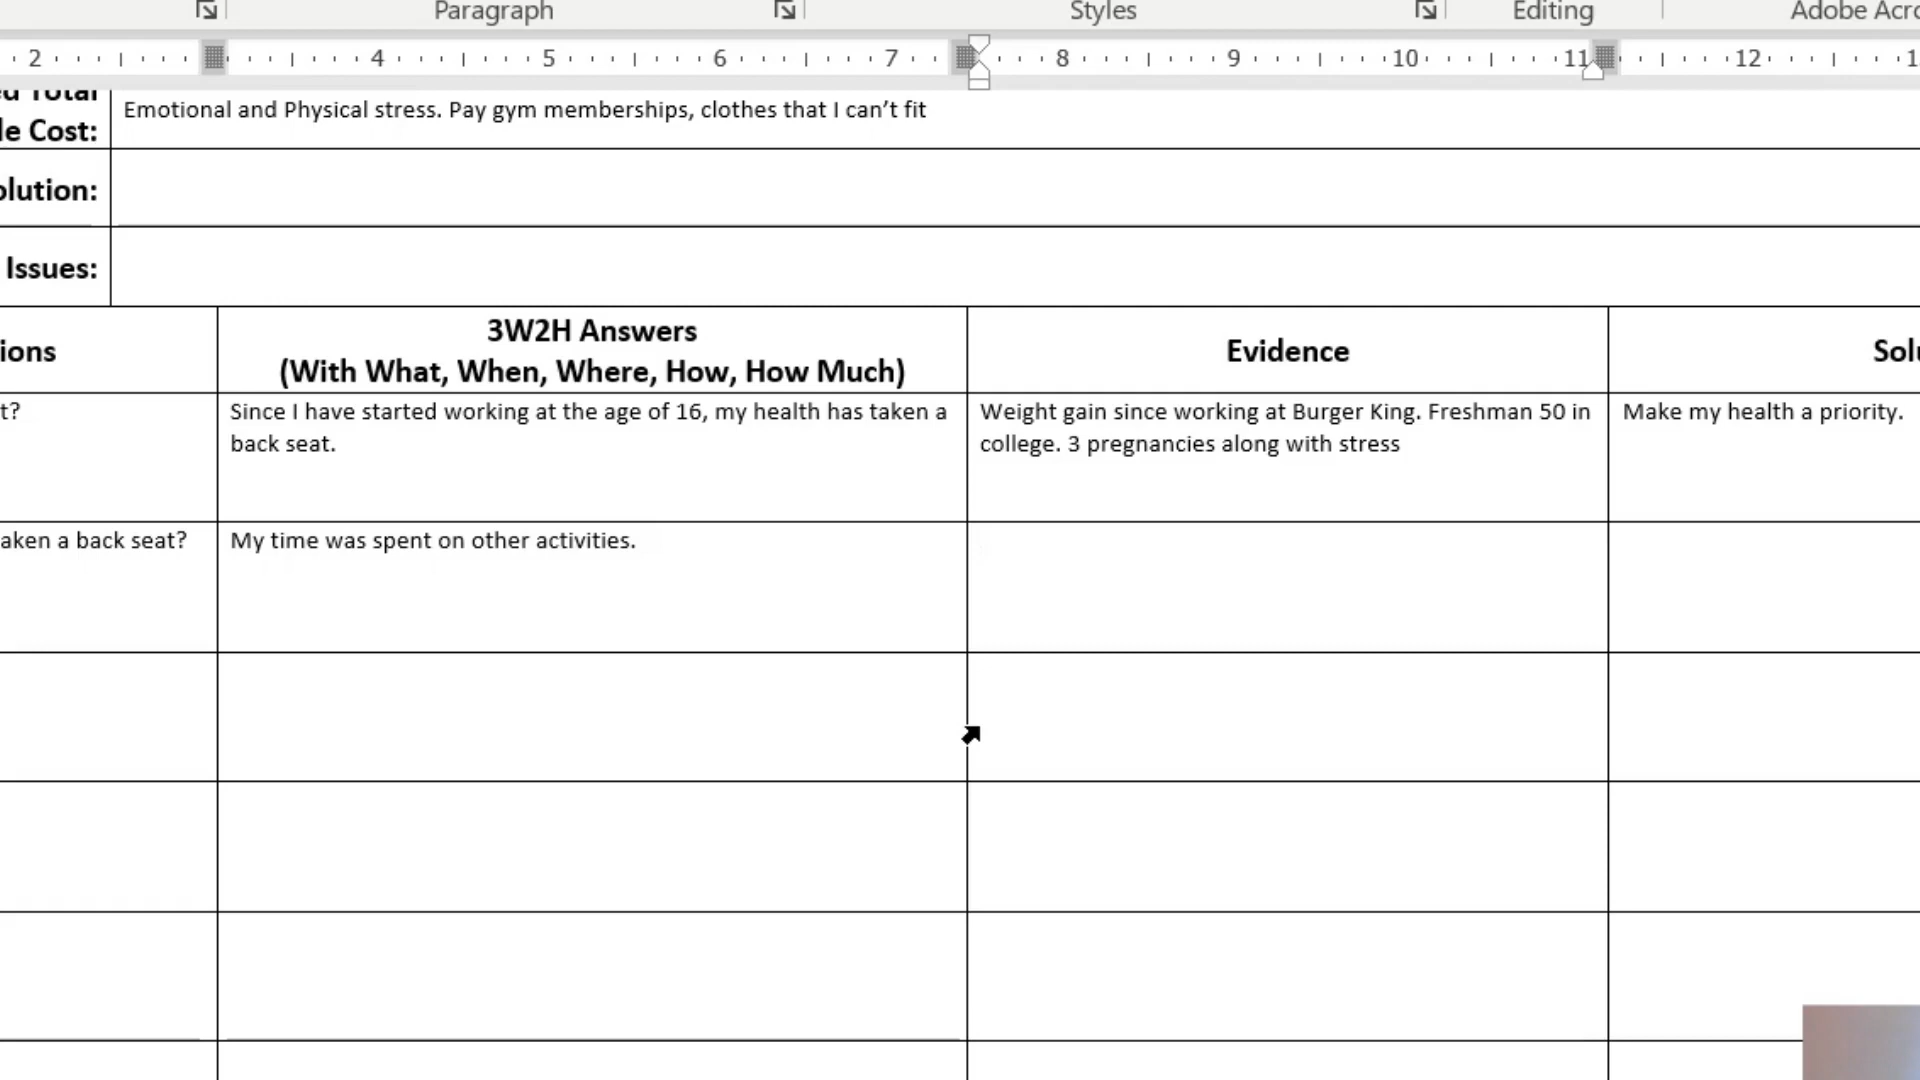 Paragraph Styles Editing Adobe Acro
2 4 5 6 7 8 9 10 11 12 1
ed Total
le Cost:
Emotional and Physical stress. Pay gym memberships, clothes that I can’t fit
olution:
Issues:
ions
3W2H Answers
(With What, When, Where, How, How Much)
Evidence
Solu
t?
Since I have started working at the age of 16, my health has taken a
back seat.
Weight gain since working at Burger King. Freshman 50 in
college. 3 pregnancies along with stress
Make my health a priority.
aken a back seat?
My time was spent on other activities.